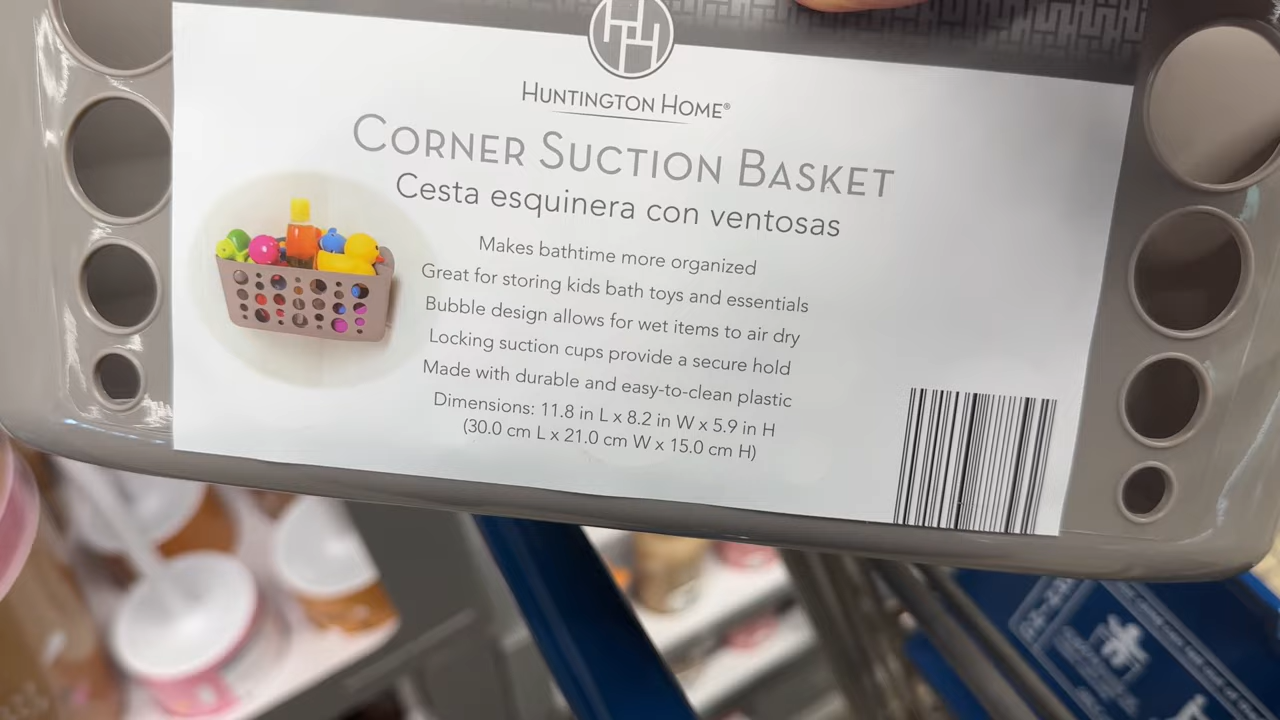 HUNTINGTON HOME®
CORNER SUCTION BASKET
Cesta esquinera con ventosas
Makes bathtime more organized
Great for storing kids bath toys and essentials
Bubble design allows for wet items to air dry
Locking suction cups provide a secure hold
Made with durable and easy-to-clean plastic
Dimensions: 11.8 in L x 8.2 in W x 5.9 in H
(30.0 cm L x 21.0 cm W x 15.0 cm H)